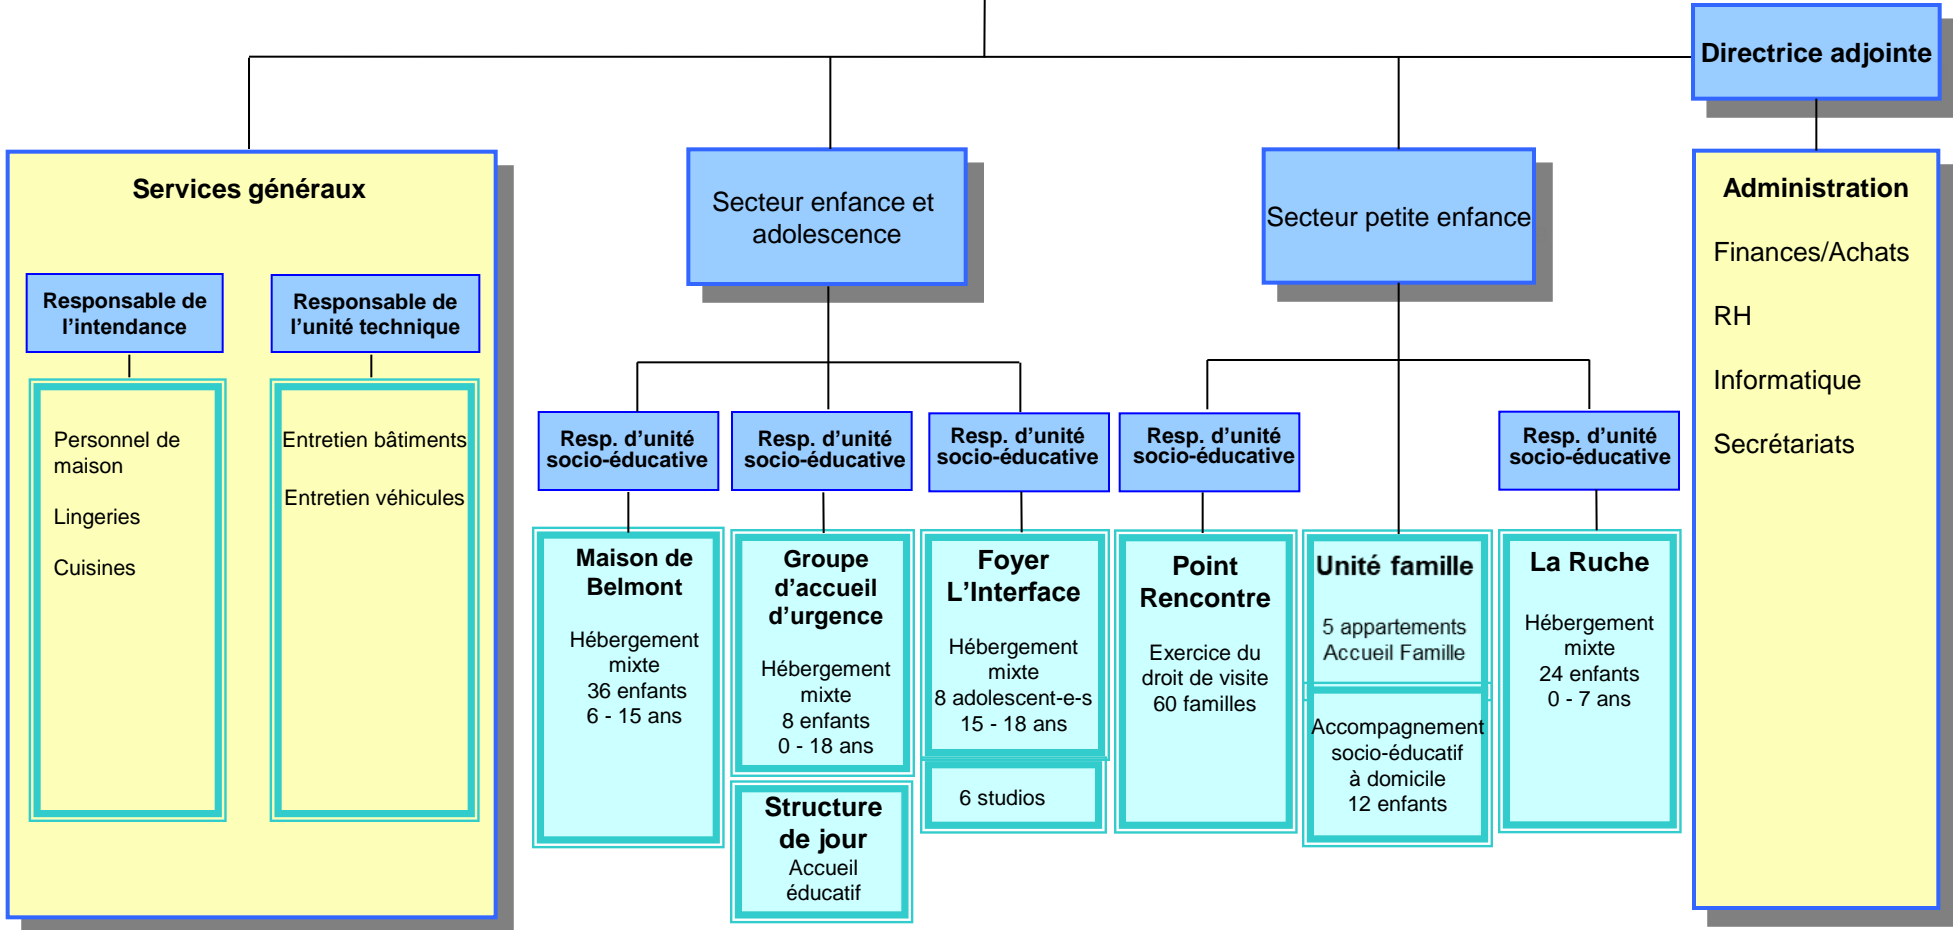 Directrice adjointe
Services généraux
Responsable de
l’intendance
Personnel de
maison
Lingeries
Cuisines
Responsable de
l’unité technique
Entretien bâtiments
Entretien véhicules
Secteur enfance et
adolescence
Resp. d’unité
socio-éducative
Maison de
Belmont
Hébergement
mixte
36 enfants
6 - 15 ans
Resp. d’unité
socio-éducative
Groupe
d’accueil
d’urgence
Hébergement
mixte
8 enfants
0 - 18 ans
Structure
de jour
Accueil
éducatif
Resp. d’unité
socio-éducative
Foyer
L’Interface
Hébergement
mixte
8 adolescent-e-s
15 - 18 ans
6 studios
Secteur petite enfance
Resp. d’unité
socio-éducative
Point
Rencontre
Exercice du
droit de visite
60 familles
Unité famille
5 appartements
Accueil Famille
Accompagnement
socio-éducatif
à domicile
12 enfants
Resp. d’unité
socio-éducative
La Ruche
Hébergement
mixte
24 enfants
0 - 7 ans
Administration
Finances/Achats
RH
Informatique
Secrétariats